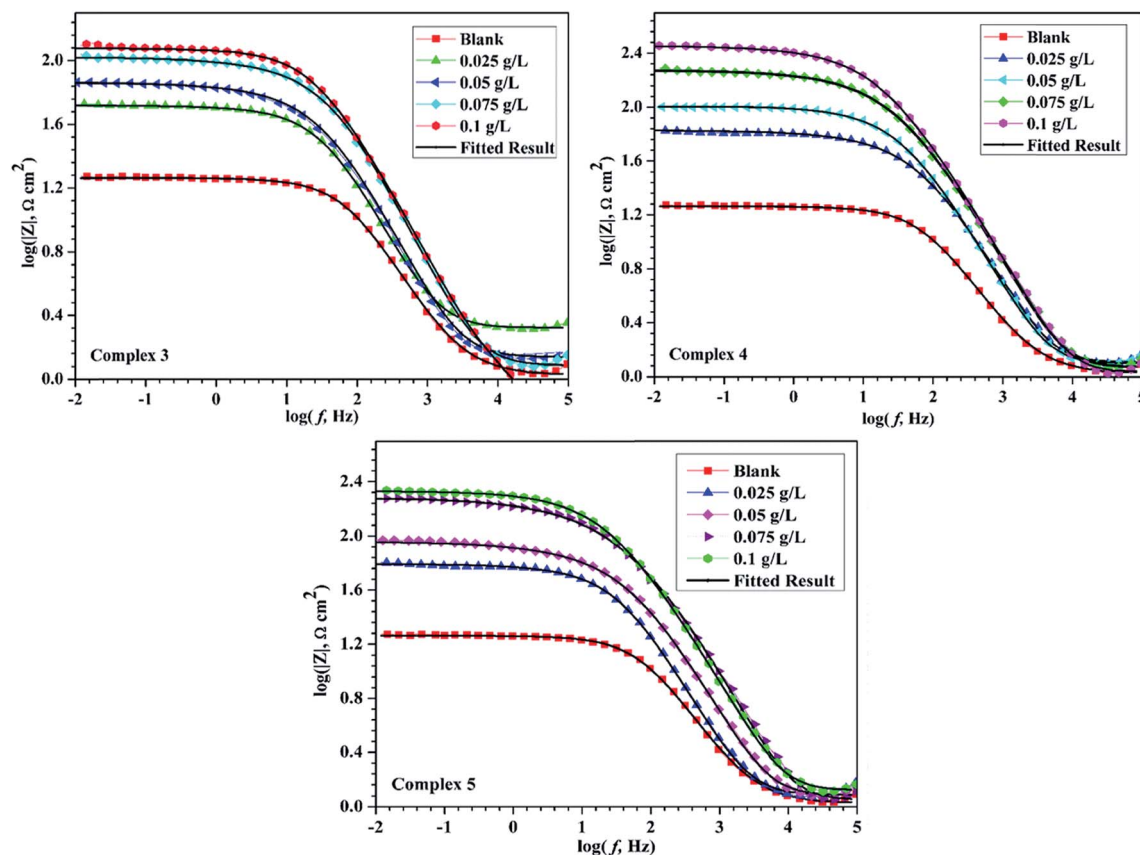 log(|Z|, Ω cm²)
2.0
1.6
1.2
0.8
0.4
0.0
Blank
0.025 g/L
0.05 g/L
0.075 g/L
0.1 g/L
Fitted Result
Complex 3
-2 -1 0 1 2 3 4 5
log(f, Hz)
log(|Z|, Ω cm²)
2.4
2.0
1.6
1.2
0.8
0.4
0.0
Blank
0.025 g/L
0.05 g/L
0.075 g/L
0.1 g/L
Fitted Result
Complex 4
-2 -1 0 1 2 3 4 5
log(f, Hz)
log(|Z|, Ω cm²)
2.4
2.0
1.6
1.2
0.8
0.4
0.0
Blank
0.025 g/L
0.05 g/L
0.075 g/L
0.1 g/L
Fitted Result
Complex 5
-2 -1 0 1 2 3 4 5
log(f, Hz)